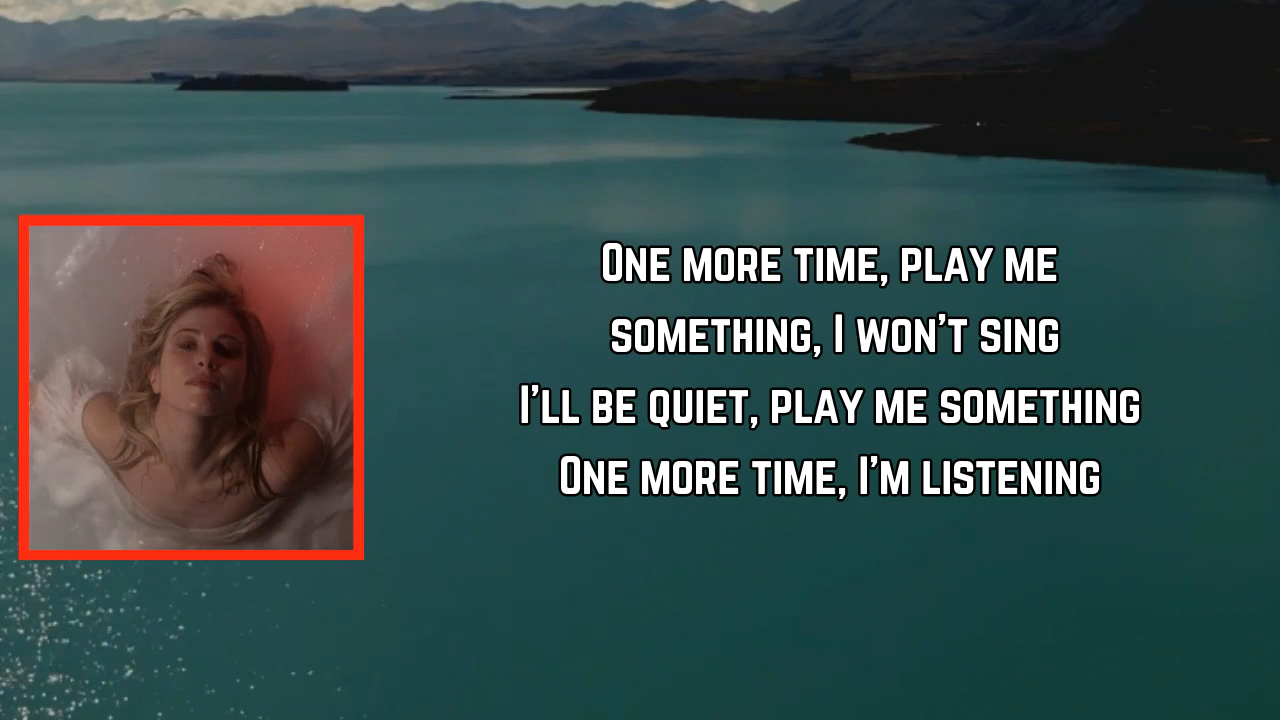 One more time, play me
something, I won’t sing
I’ll be quiet, play me something
One more time, I’m listening